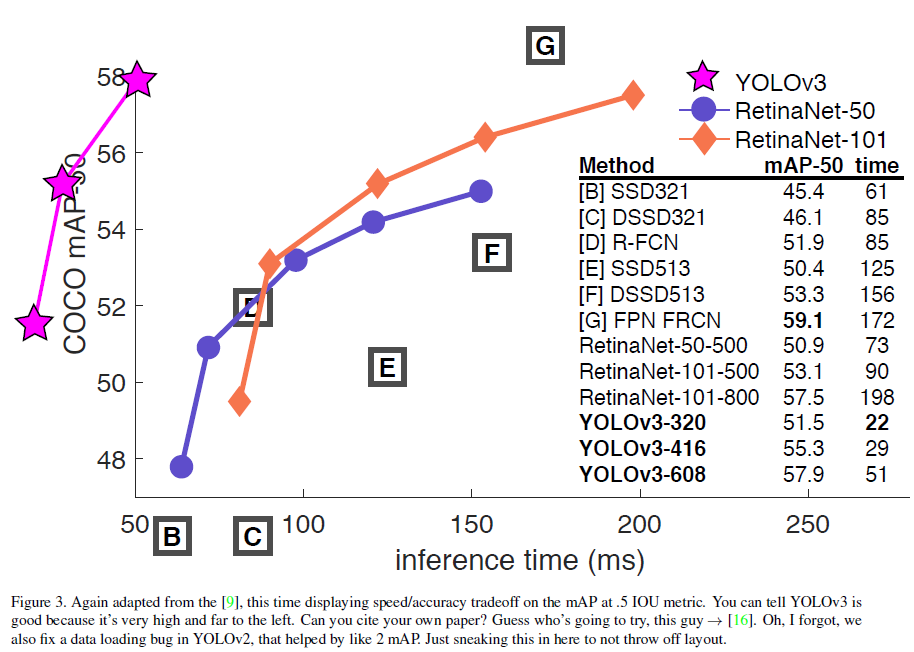 G
58
56
54
52
50
48
COCO mAP-50
D
F
E
B
C
50
100
150
200
250
inference time (ms)
YOLOv3
RetinaNet-50
RetinaNet-101
Method mAP-50 time
[B] SSD321 45.4 61
[C] DSSD321 46.1 85
[D] R-FCN 51.9 85
[E] SSD513 50.4 125
[F] DSSD513 53.3 156
[G] FPN FRCN 59.1 172
RetinaNet-50-500 50.9 73
RetinaNet-101-500 53.1 90
RetinaNet-101-800 57.5 198
YOLOv3-320 51.5 22
YOLOv3-416 55.3 29
YOLOv3-608 57.9 51
Figure 3. Again adapted from the [9], this time displaying speed/accuracy tradeoff on the mAP at .5 IOU metric. You can tell YOLOv3 is
good because it's very high and far to the left. Can you cite your own paper? Guess who's going to try, this guy → [16]. Oh, I forgot, we
also fix a data loading bug in YOLOv2, that helped by like 2 mAP. Just sneaking this in here to not throw off layout.